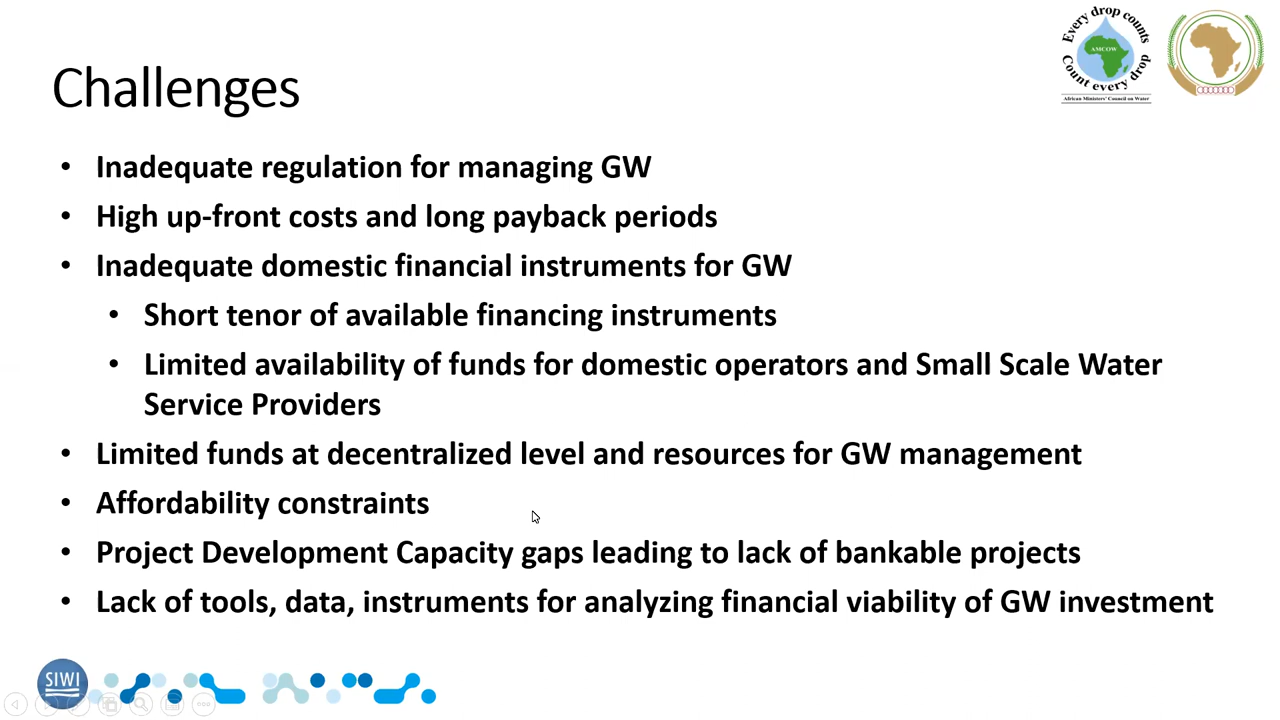 Every drop counts
AMCOW
Count every drop
African Ministers' Council on Water
Challenges
• Inadequate regulation for managing GW
• High up-front costs and long payback periods
• Inadequate domestic financial instruments for GW
• Short tenor of available financing instruments
• Limited availability of funds for domestic operators and Small Scale Water
Service Providers
• Limited funds at decentralized level and resources for GW management
• Affordability constraints
• Project Development Capacity gaps leading to lack of bankable projects
• Lack of tools, data, instruments for analyzing financial viability of GW investment
SIWI